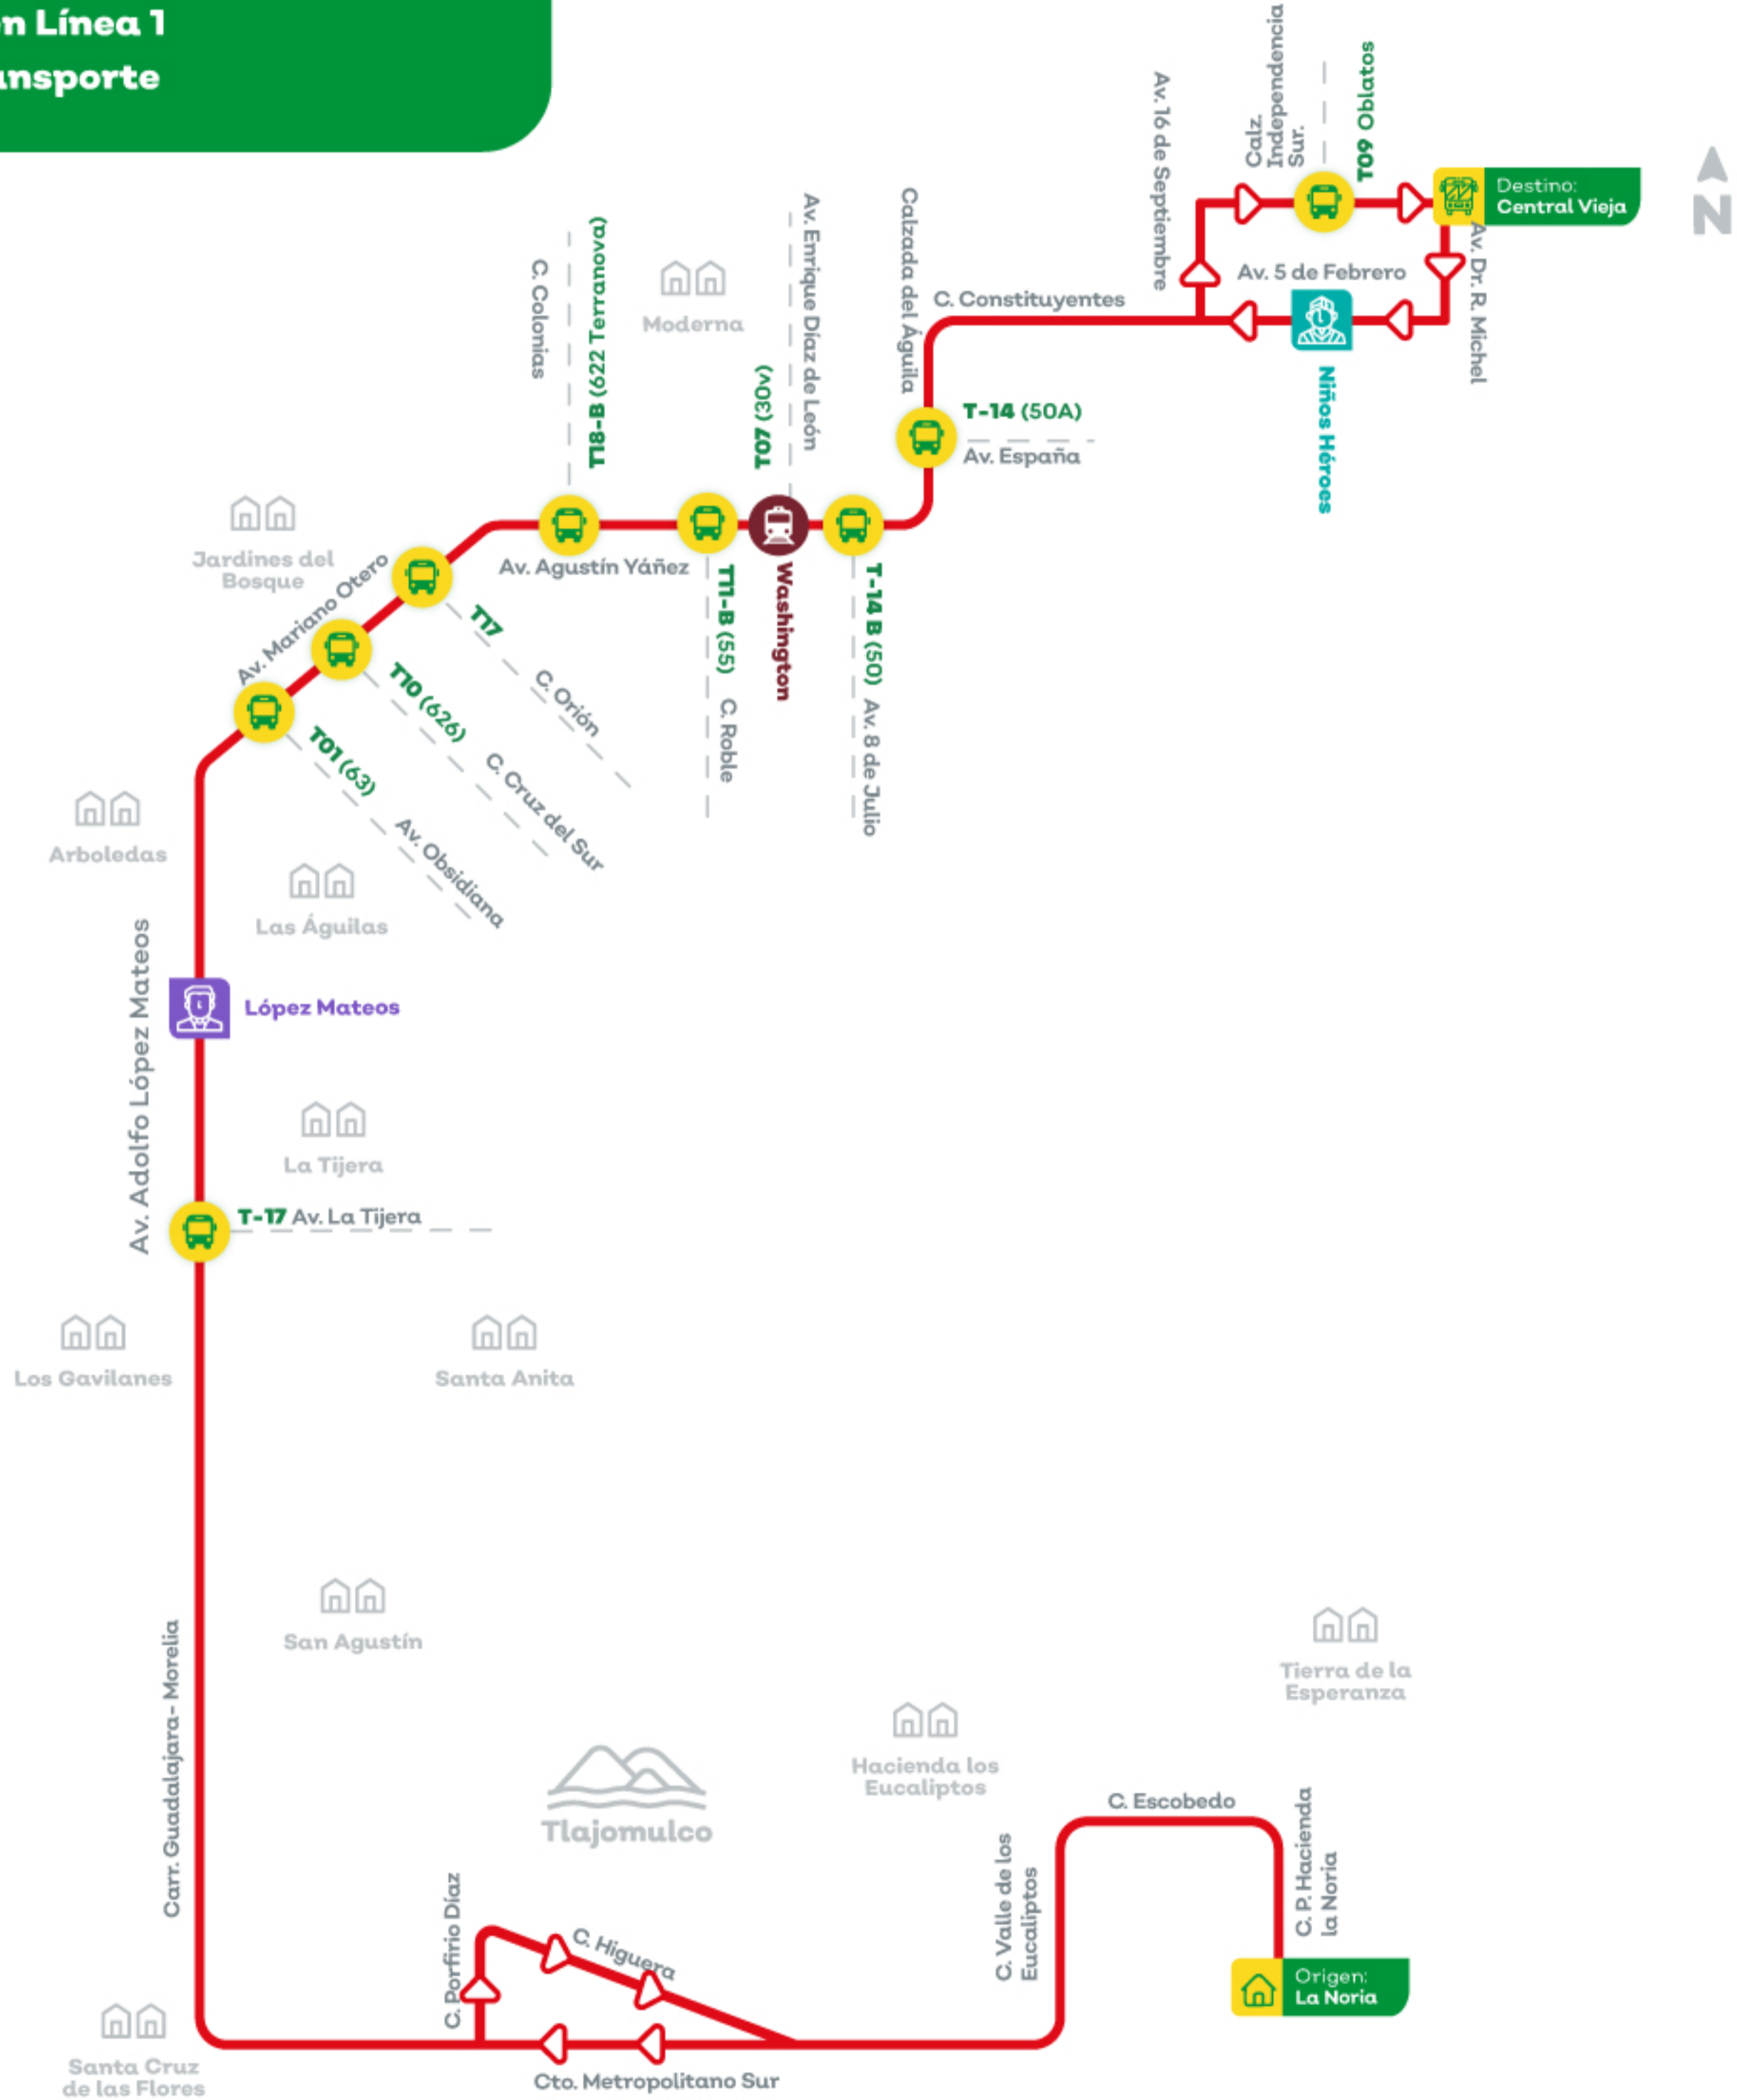 n Línea 1
ansporte
Av. 16 de Septiembre
Calz.
Independencia
Sur.
T09 Oblatos
Destino:
Central Vieja
N
Av. Dr. R. Michel
Av. 5 de Febrero
Niños Héroes
C. Constituyentes
Calzada del Águila
T-14 (50A)
Av. España
Av. Enrique Díaz de León
T07 (30v)
Moderna
C. Colonias
T18-B (622 Terranova)
Jardines del
Bosque
Av. Mariano Otero
Av. Agustín Yáñez
T11-B (55) C. Roble
Washington
T-14 B (50) Av. 8 de Julio
T17 C. Orión
T10 (626) C. Cruz del Sur
T01 (63) Av. Obsidiana
Arboledas
Las Águilas
Av. Adolfo López Mateos
López Mateos
La Tijera
T-17 Av. La Tijera
Los Gavilanes
Santa Anita
San Agustín
Carr. Guadalajara- Morelia
Tierra de la
Esperanza
Hacienda los
Eucaliptos
Tlajomulco
C. Escobedo
C. P. Hacienda
la Noria
C. Valle de los
Eucaliptos
C. Porfirio Díaz
C. Higuera
Origen:
La Noria
Santa Cruz
de las Flores
Cto. Metropolitano Sur